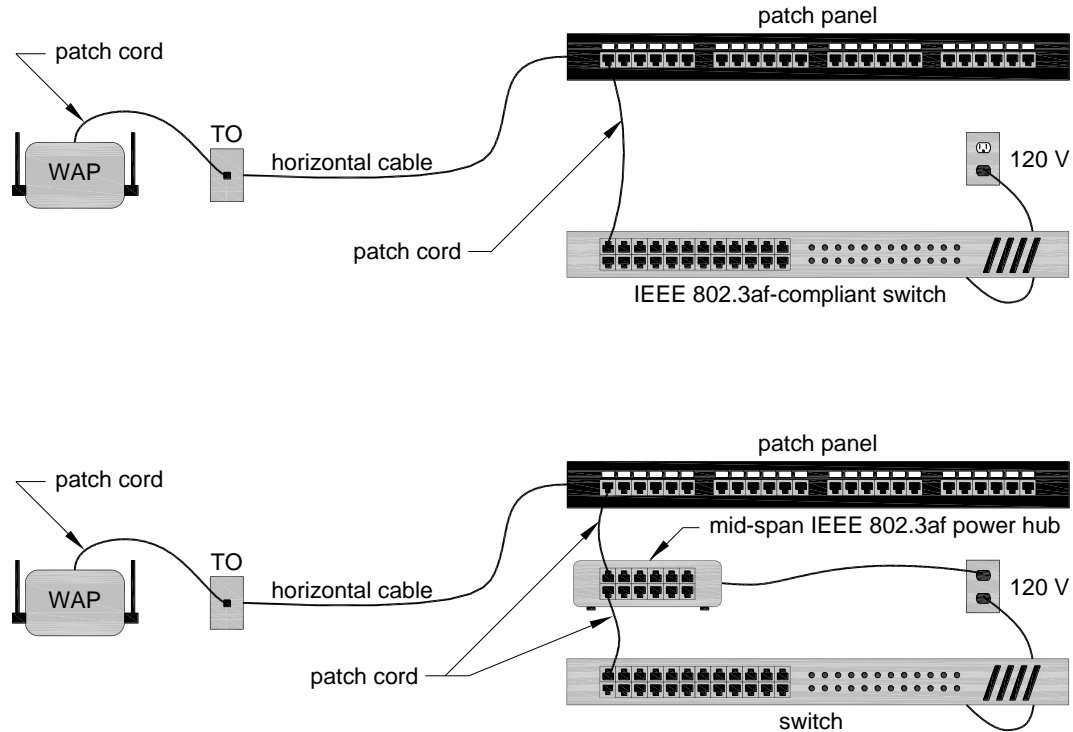 patch panel
patch cord
TO
WAP
horizontal cable
120 V
patch cord
IEEE 802.3af-compliant switch
patch panel
patch cord
mid-span IEEE 802.3af power hub
TO
WAP
horizontal cable
120 V
patch cord
switch